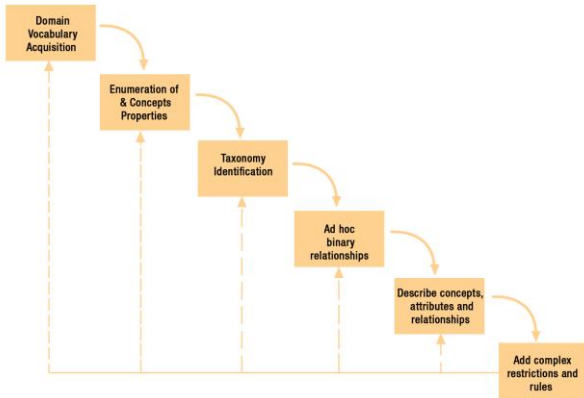 Domain
Vocabulary
Acquisition
Enumeration of
& Concepts
Properties
Taxonomy
Identification
Ad hoc
binary
relationships
Describe concepts,
attributes and
relationships
Add complex
restrictions and
rules